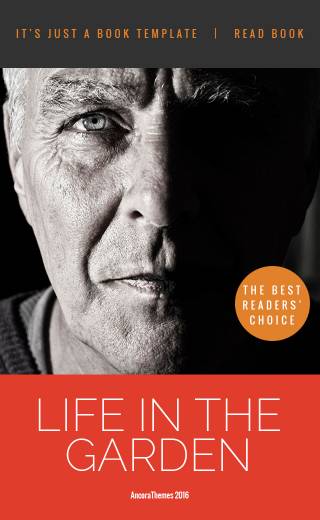 IT'S JUST A BOOK TEMPLATE | READ BOOK
THE BEST
READERS'
CHOICE
LIFE IN THE
GARDEN
AncoraThemes 2016